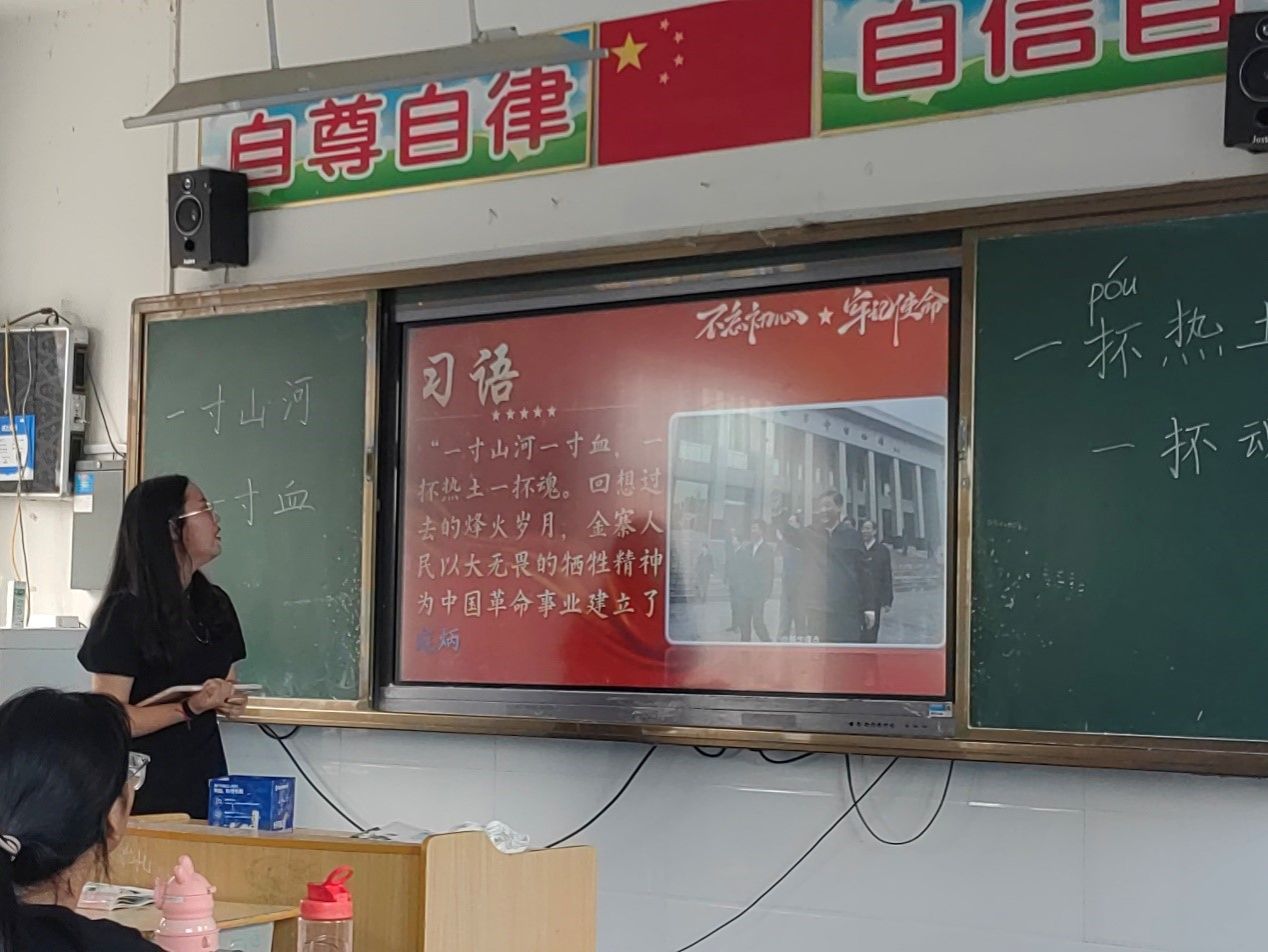 自尊自律
自信自
不忘初心 ★ 牢记使命
习语
“一寸山河一寸血，一
抔热土一抔魂。回想过
去的烽火岁月，金寨人
民以大无畏的牺牲精神
为中国革命事业建立了
彪炳
一寸山河
一寸血
póu
一抔热土
一抔魂